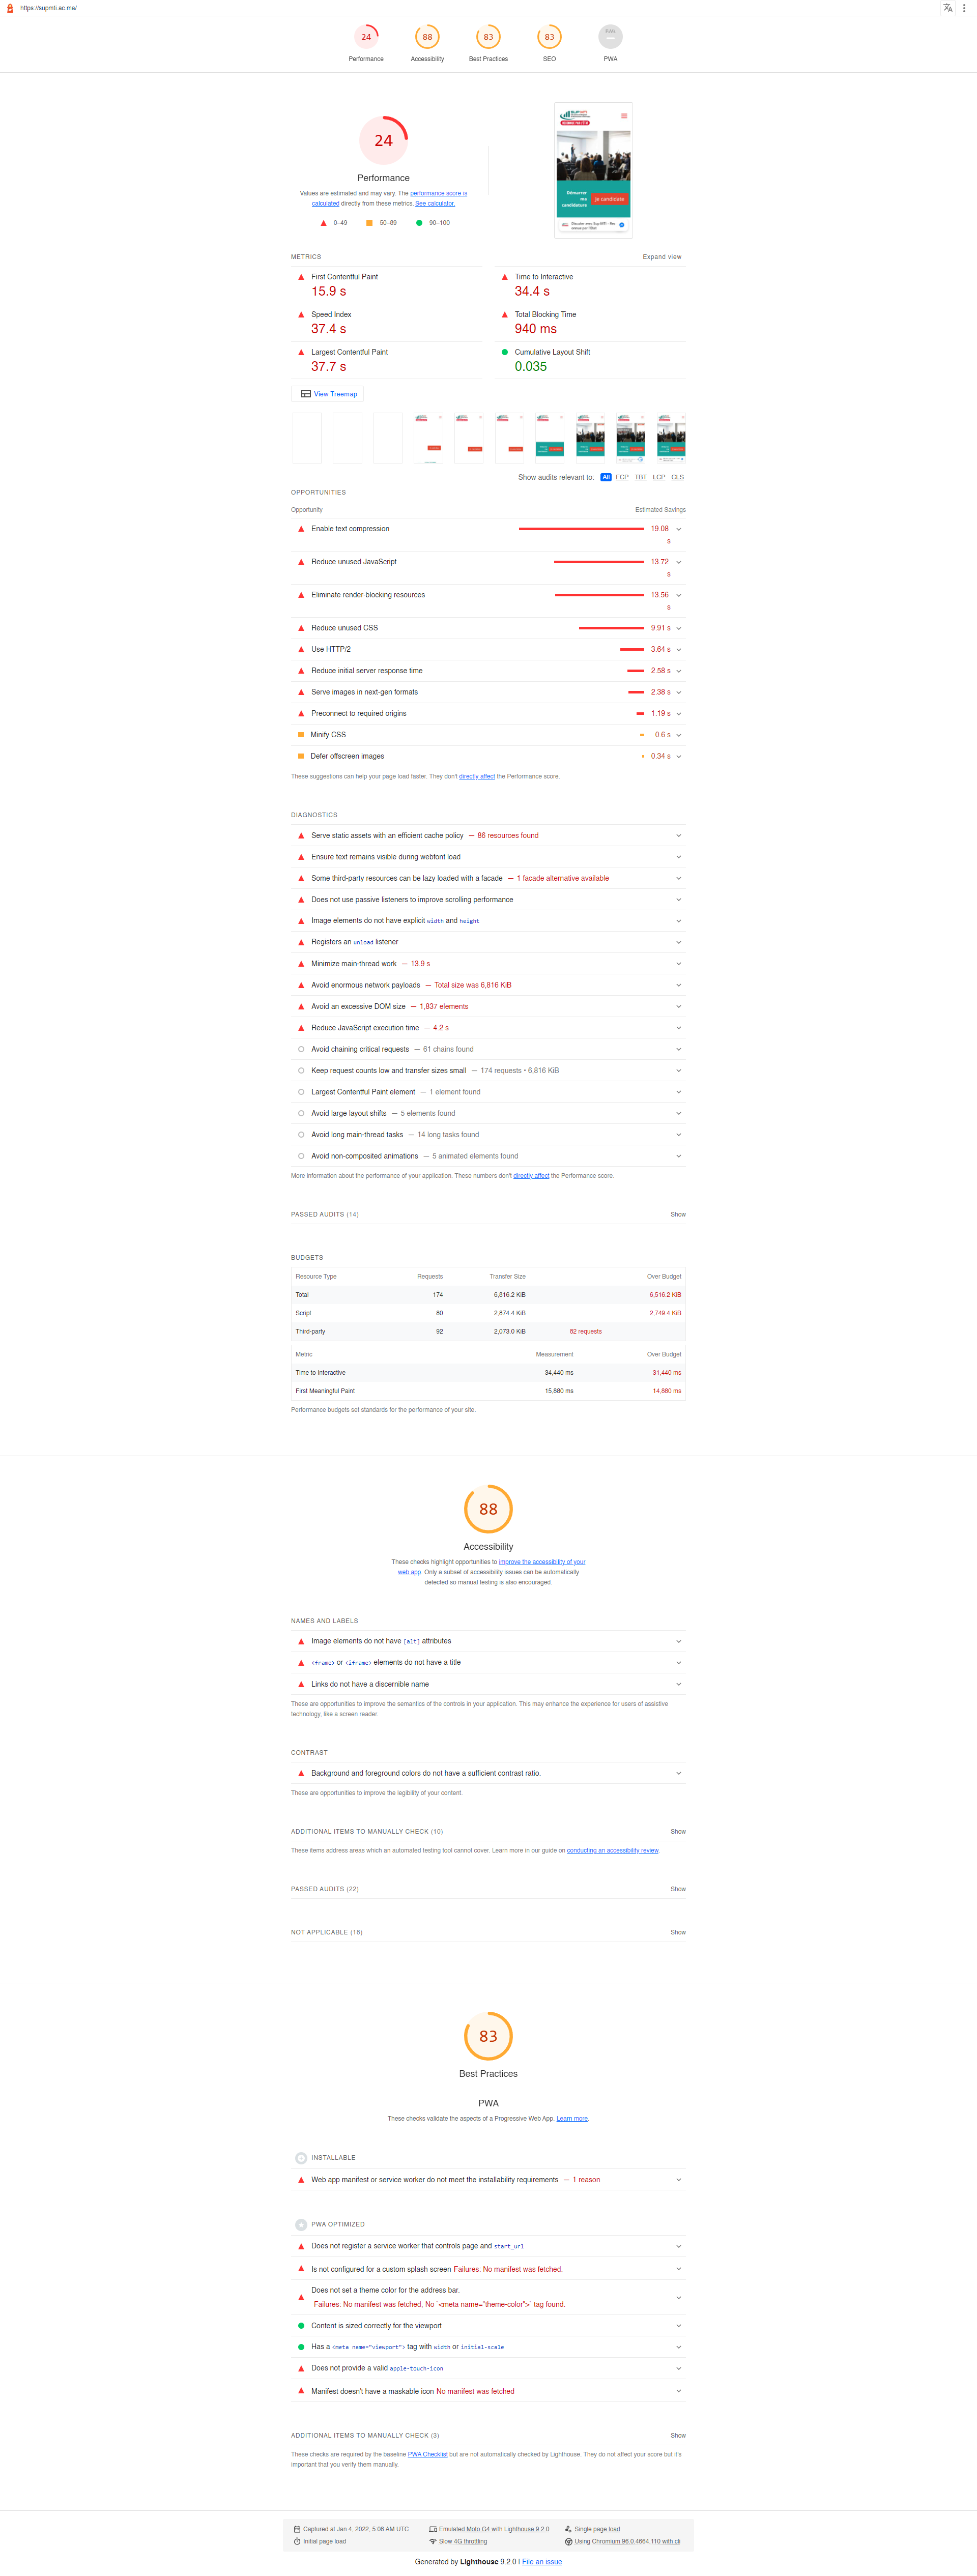 https://supmti.ac.ma/
24
Performance
88
Accessibility
83
Best Practices
83
SEO
PWA
24
Performance
Values are estimated and may vary. The performance score is
calculated directly from these metrics. See calculator.
0–49
50–89
90–100
Démarrer
ma
candidature
Je candidate
METRICS
Expand view
First Contentful Paint
15.9 s
Time to Interactive
34.4 s
Speed Index
37.4 s
Total Blocking Time
940 ms
Largest Contentful Paint
37.7 s
Cumulative Layout Shift
0.035
View Treemap
Show audits relevant to: All FCP TBT LCP CLS
OPPORTUNITIES
Opportunity
Estimated Savings
Enable text compression
19.08
s
Reduce unused JavaScript
13.72
s
Eliminate render-blocking resources
13.56
s
Reduce unused CSS
9.91 s
Use HTTP/2
3.64 s
Reduce initial server response time
2.58 s
Serve images in next-gen formats
2.38 s
Preconnect to required origins
1.19 s
Minify CSS
0.6 s
Defer offscreen images
0.34 s
These suggestions can help your page load faster. They don't directly affect the Performance score.
DIAGNOSTICS
Serve static assets with an efficient cache policy — 86 resources found
Ensure text remains visible during webfont load
Some third-party resources can be lazy loaded with a facade — 1 facade alternative available
Does not use passive listeners to improve scrolling performance
Image elements do not have explicit width and height
Registers an unload listener
Minimize main-thread work — 13.9 s
Avoid enormous network payloads — Total size was 6,816 KiB
Avoid an excessive DOM size — 1,837 elements
Reduce JavaScript execution time — 4.2 s
Avoid chaining critical requests — 61 chains found
Keep request counts low and transfer sizes small — 174 requests • 6,816 KiB
Largest Contentful Paint element — 1 element found
Avoid large layout shifts — 5 elements found
Avoid long main-thread tasks — 14 long tasks found
Avoid non-composited animations — 5 animated elements found
More information about the performance of your application. These numbers don't directly affect the Performance score.
PASSED AUDITS (14)
Show
BUDGETS
Resource Type Requests Transfer Size Over Budget
Total 174 6,816.2 KiB 6,516.2 KiB
Script 80 2,874.4 KiB 2,749.4 KiB
Third-party 92 2,073.0 KiB 82 requests
Metric Measurement Over Budget
Time to Interactive 34,440 ms 31,440 ms
First Meaningful Paint 15,880 ms 14,880 ms
Performance budgets set standards for the performance of your site.
88
Accessibility
These checks highlight opportunities to improve the accessibility of your
web app. Only a subset of accessibility issues can be automatically
detected so manual testing is also encouraged.
NAMES AND LABELS
Image elements do not have [alt] attributes
<frame> or <iframe> elements do not have a title
Links do not have a discernible name
These are opportunities to improve the semantics of the controls in your application. This may enhance the experience for users of assistive
technology, like a screen reader.
CONTRAST
Background and foreground colors do not have a sufficient contrast ratio.
These are opportunities to improve the legibility of your content.
ADDITIONAL ITEMS TO MANUALLY CHECK (10)
Show
These items address areas which an automated testing tool cannot cover. Learn more in our guide on conducting an accessibility review.
PASSED AUDITS (22)
Show
NOT APPLICABLE (18)
Show
83
Best Practices
PWA
These checks validate the aspects of a Progressive Web App. Learn more.
INSTALLABLE
Web app manifest or service worker do not meet the installability requirements — 1 reason
PWA OPTIMIZED
Does not register a service worker that controls page and start_url
Is not configured for a custom splash screen Failures: No manifest was fetched.
Does not set a theme color for the address bar.
Failures: No manifest was fetched, No `<meta name="theme-color">` tag found.
Content is sized correctly for the viewport
Has a <meta name="viewport"> tag with width or initial-scale
Does not provide a valid apple-touch-icon
Manifest doesn't have a maskable icon No manifest was fetched
ADDITIONAL ITEMS TO MANUALLY CHECK (3)
Show
These checks are required by the baseline PWA Checklist but are not automatically checked by Lighthouse. They do not affect your score but it's
important that you verify them manually.
Captured at Jan 4, 2022, 5:08 AM UTC
Emulated Moto G4 with Lighthouse 9.2.0
Single page load
Initial page load
Slow 4G throttling
Using Chromium 96.0.4664.110 with cli
Generated by Lighthouse 9.2.0 | File an issue